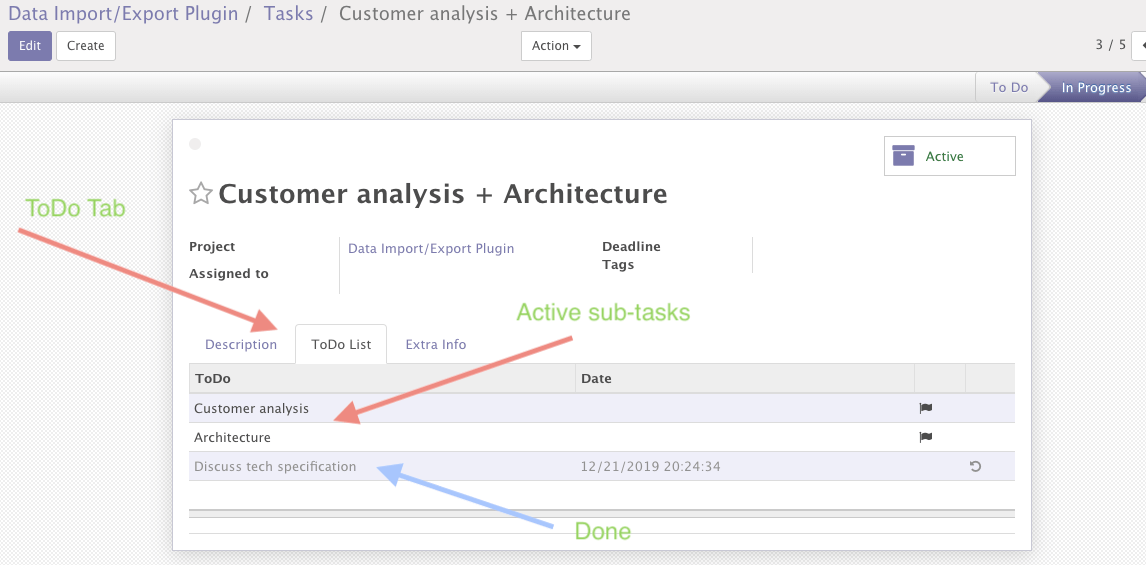 Data Import/Export Plugin / Tasks / Customer analysis + Architecture
Edit Create Action 3 / 5
To Do In Progress
Active
Customer analysis + Architecture
ToDo Tab
Project Data Import/Export Plugin Deadline
Assigned to Tags
Active sub-tasks
Description ToDo List Extra Info
ToDo Date
Customer analysis
Architecture
Discuss tech specification 12/21/2019 20:24:34
Done